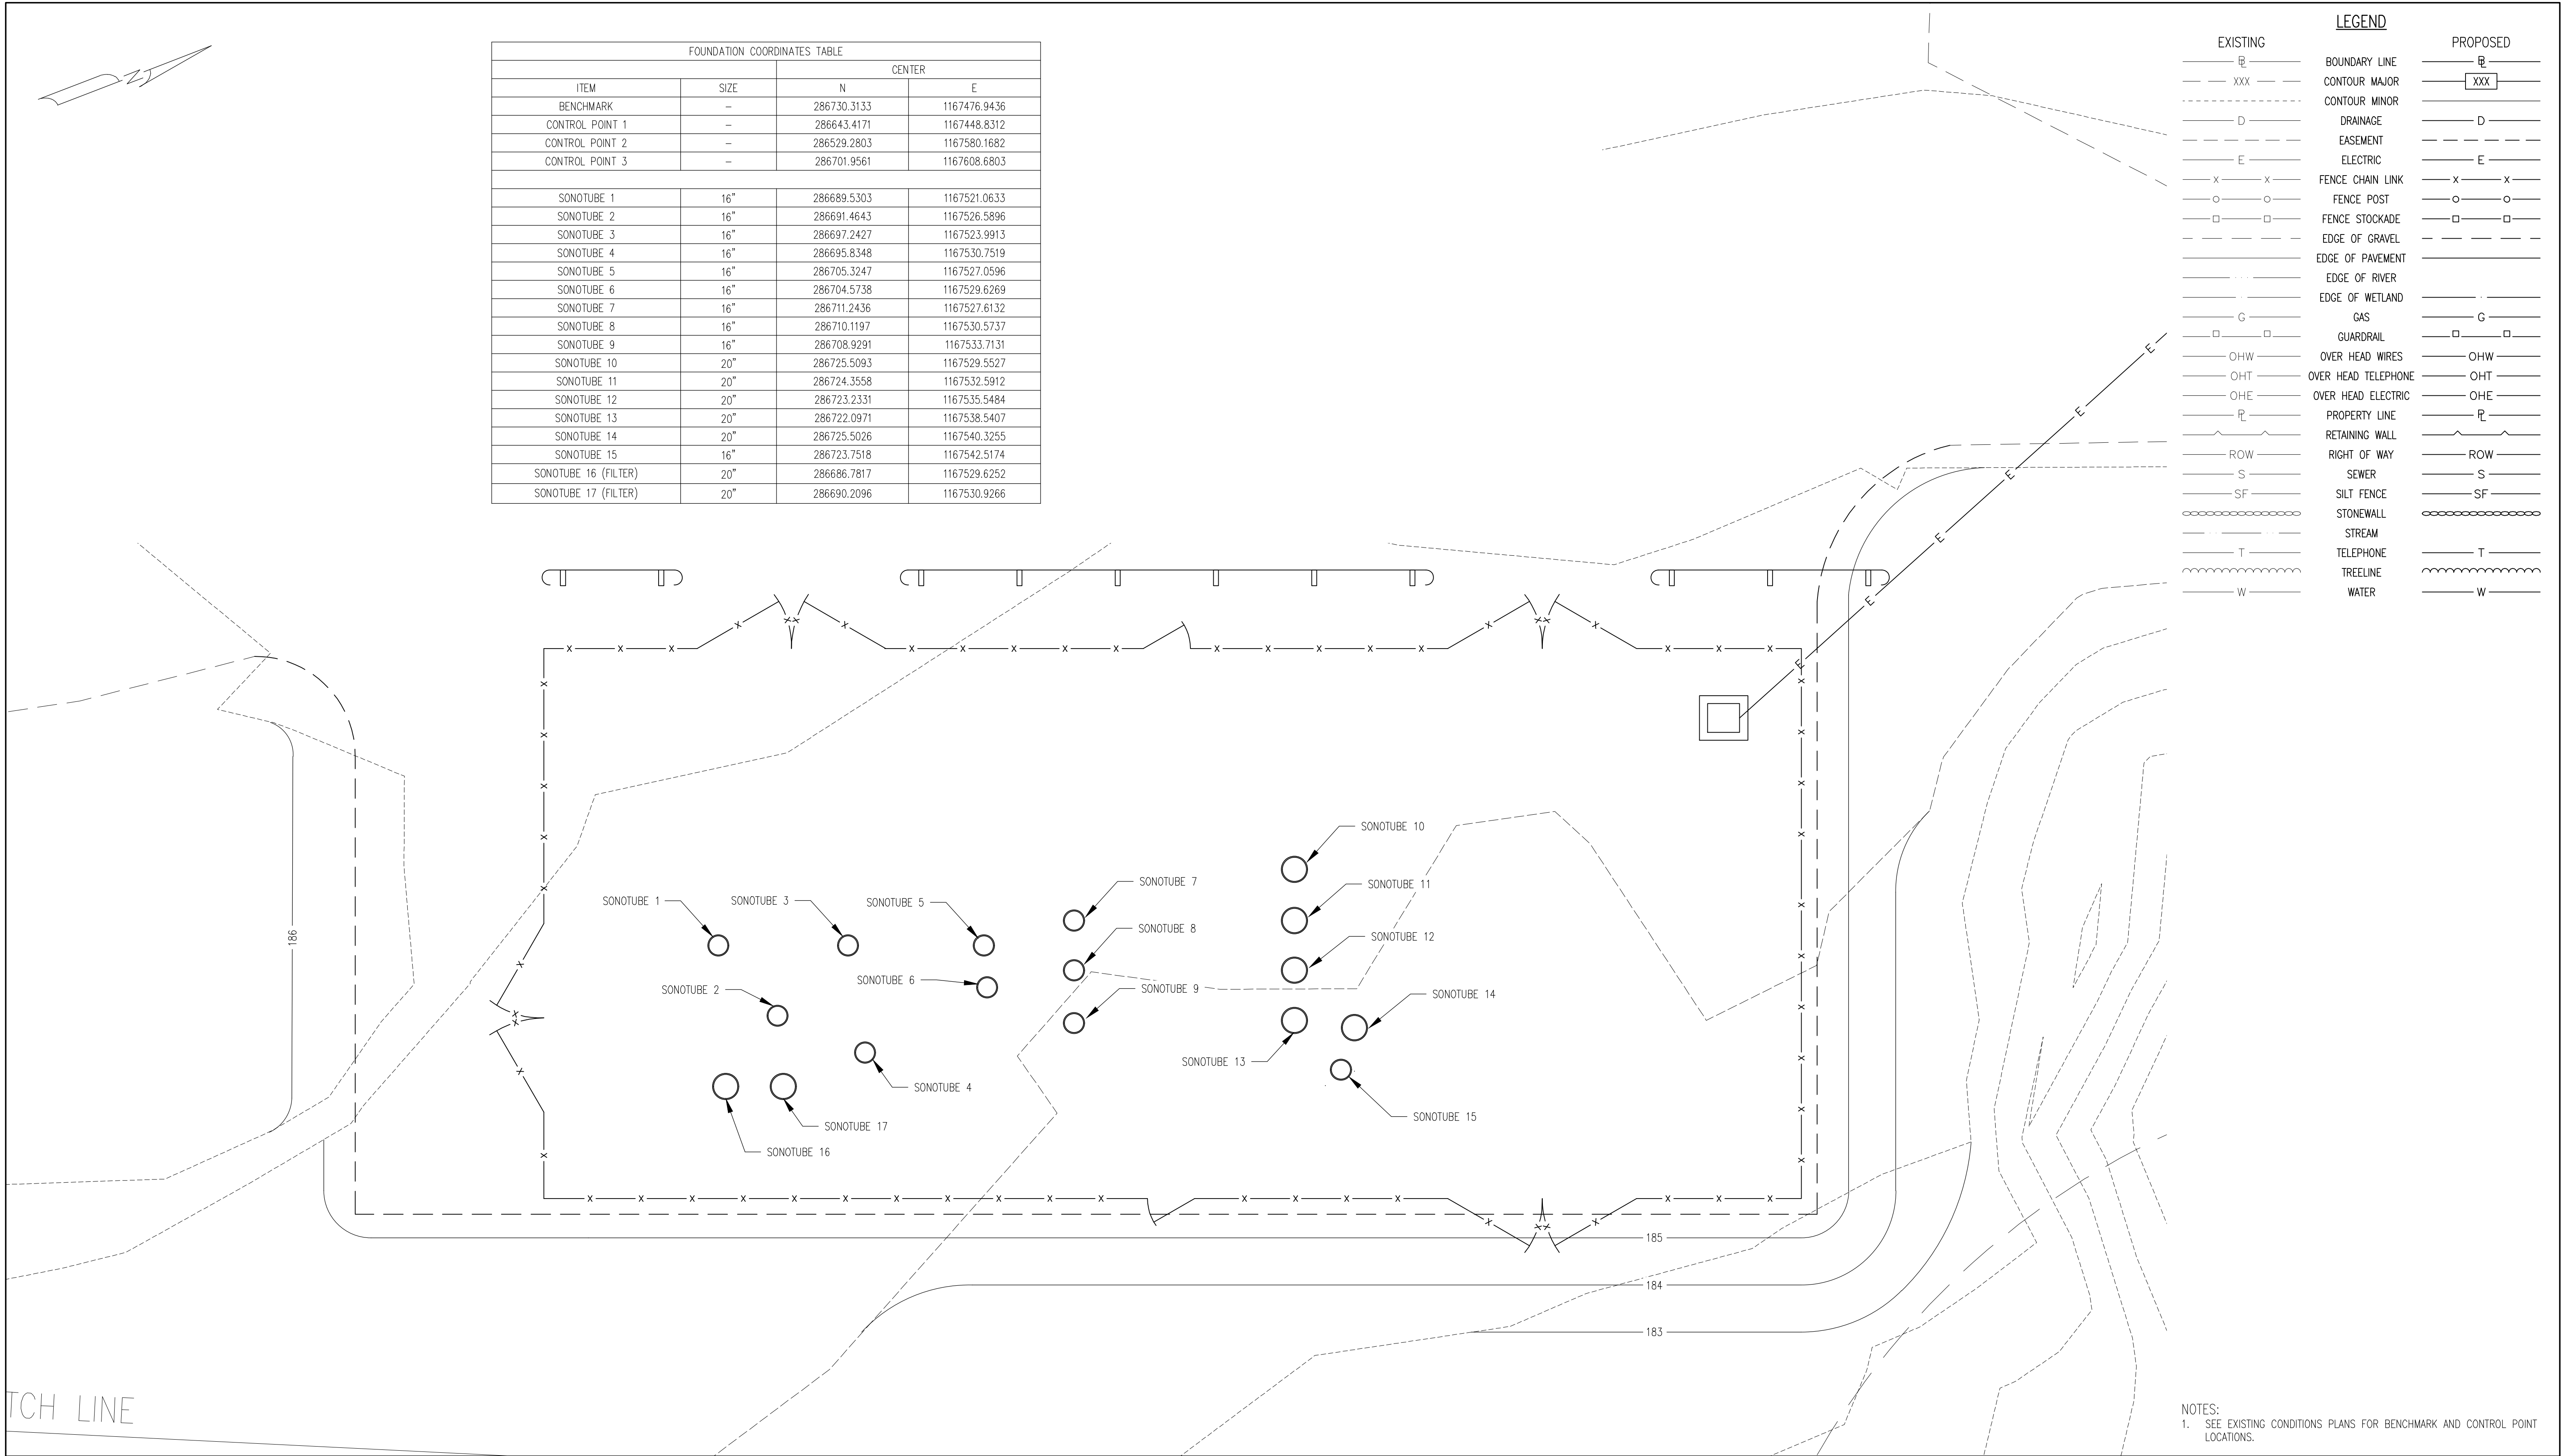 N
FOUNDATION COORDINATES TABLE
CENTER
ITEM SIZE N E
BENCHMARK – 286730.3133 1167476.9436
CONTROL POINT 1 – 286643.4171 1167448.8312
CONTROL POINT 2 – 286529.2803 1167580.1682
CONTROL POINT 3 – 286701.9561 1167608.6803
SONOTUBE 1 16" 286689.5303 1167521.0633
SONOTUBE 2 16" 286691.4643 1167526.5896
SONOTUBE 3 16" 286697.2427 1167523.9913
SONOTUBE 4 16" 286695.8348 1167530.7519
SONOTUBE 5 16" 286705.3247 1167527.0596
SONOTUBE 6 16" 286704.5738 1167529.6269
SONOTUBE 7 16" 286711.2436 1167527.6132
SONOTUBE 8 16" 286710.1197 1167530.5737
SONOTUBE 9 16" 286708.9291 1167533.7131
SONOTUBE 10 20" 286725.5093 1167529.5527
SONOTUBE 11 20" 286724.3558 1167532.5912
SONOTUBE 12 20" 286723.2331 1167535.5484
SONOTUBE 13 20" 286722.0971 1167538.5407
SONOTUBE 14 20" 286725.5026 1167540.3255
SONOTUBE 15 16" 286723.7518 1167542.5174
SONOTUBE 16 (FILTER) 20" 286686.7817 1167529.6252
SONOTUBE 17 (FILTER) 20" 286690.2096 1167530.9266
LEGEND
EXISTING PROPOSED
BOUNDARY LINE
XXX CONTOUR MAJOR XXX
CONTOUR MINOR
D DRAINAGE D
EASEMENT
E ELECTRIC E
X X FENCE CHAIN LINK X X
FENCE POST
FENCE STOCKADE
EDGE OF GRAVEL
EDGE OF PAVEMENT
EDGE OF RIVER
EDGE OF WETLAND
G GAS G
GUARDRAIL
OHW OVER HEAD WIRES OHW
OHT OVER HEAD TELEPHONE OHT
OHE OVER HEAD ELECTRIC OHE
PROPERTY LINE
RETAINING WALL
ROW RIGHT OF WAY ROW
S SEWER S
SF SILT FENCE SF
STONEWALL
STREAM
T TELEPHONE T
TREELINE
W WATER W
E E E E E E
SONOTUBE 10
SONOTUBE 7
SONOTUBE 11
SONOTUBE 1
SONOTUBE 3
SONOTUBE 5
SONOTUBE 8
SONOTUBE 12
186
SONOTUBE 6
SONOTUBE 2
SONOTUBE 9
SONOTUBE 14
SONOTUBE 13
SONOTUBE 4
SONOTUBE 15
SONOTUBE 17
SONOTUBE 16
185
184
183
TCH LINE
NOTES:
1. SEE EXISTING CONDITIONS PLANS FOR BENCHMARK AND CONTROL POINT
LOCATIONS.